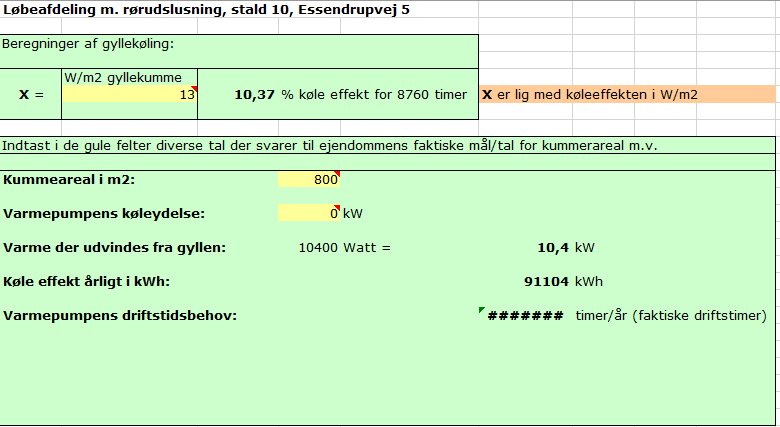 Løbeafdeling m. rørudslusning, stald 10, Essendrupvej 5
Beregninger af gyllekøling:
W/m2 gyllekumme
X = 13 10,37 % køle effekt for 8760 timer X er lig med køleeffekten i W/m2
Indtast i de gule felter diverse tal der svarer til ejendommens faktiske mål/tal for kummerareal m.v.
Kummeareal i m2: 800
Varmepumpens køleydelse: 0 kW
Varme der udvindes fra gyllen: 10400 Watt = 10,4 kW
Køle effekt årligt i kWh: 91104 kWh
Varmepumpens driftstidsbehov: ####### timer/år (faktiske driftstimer)